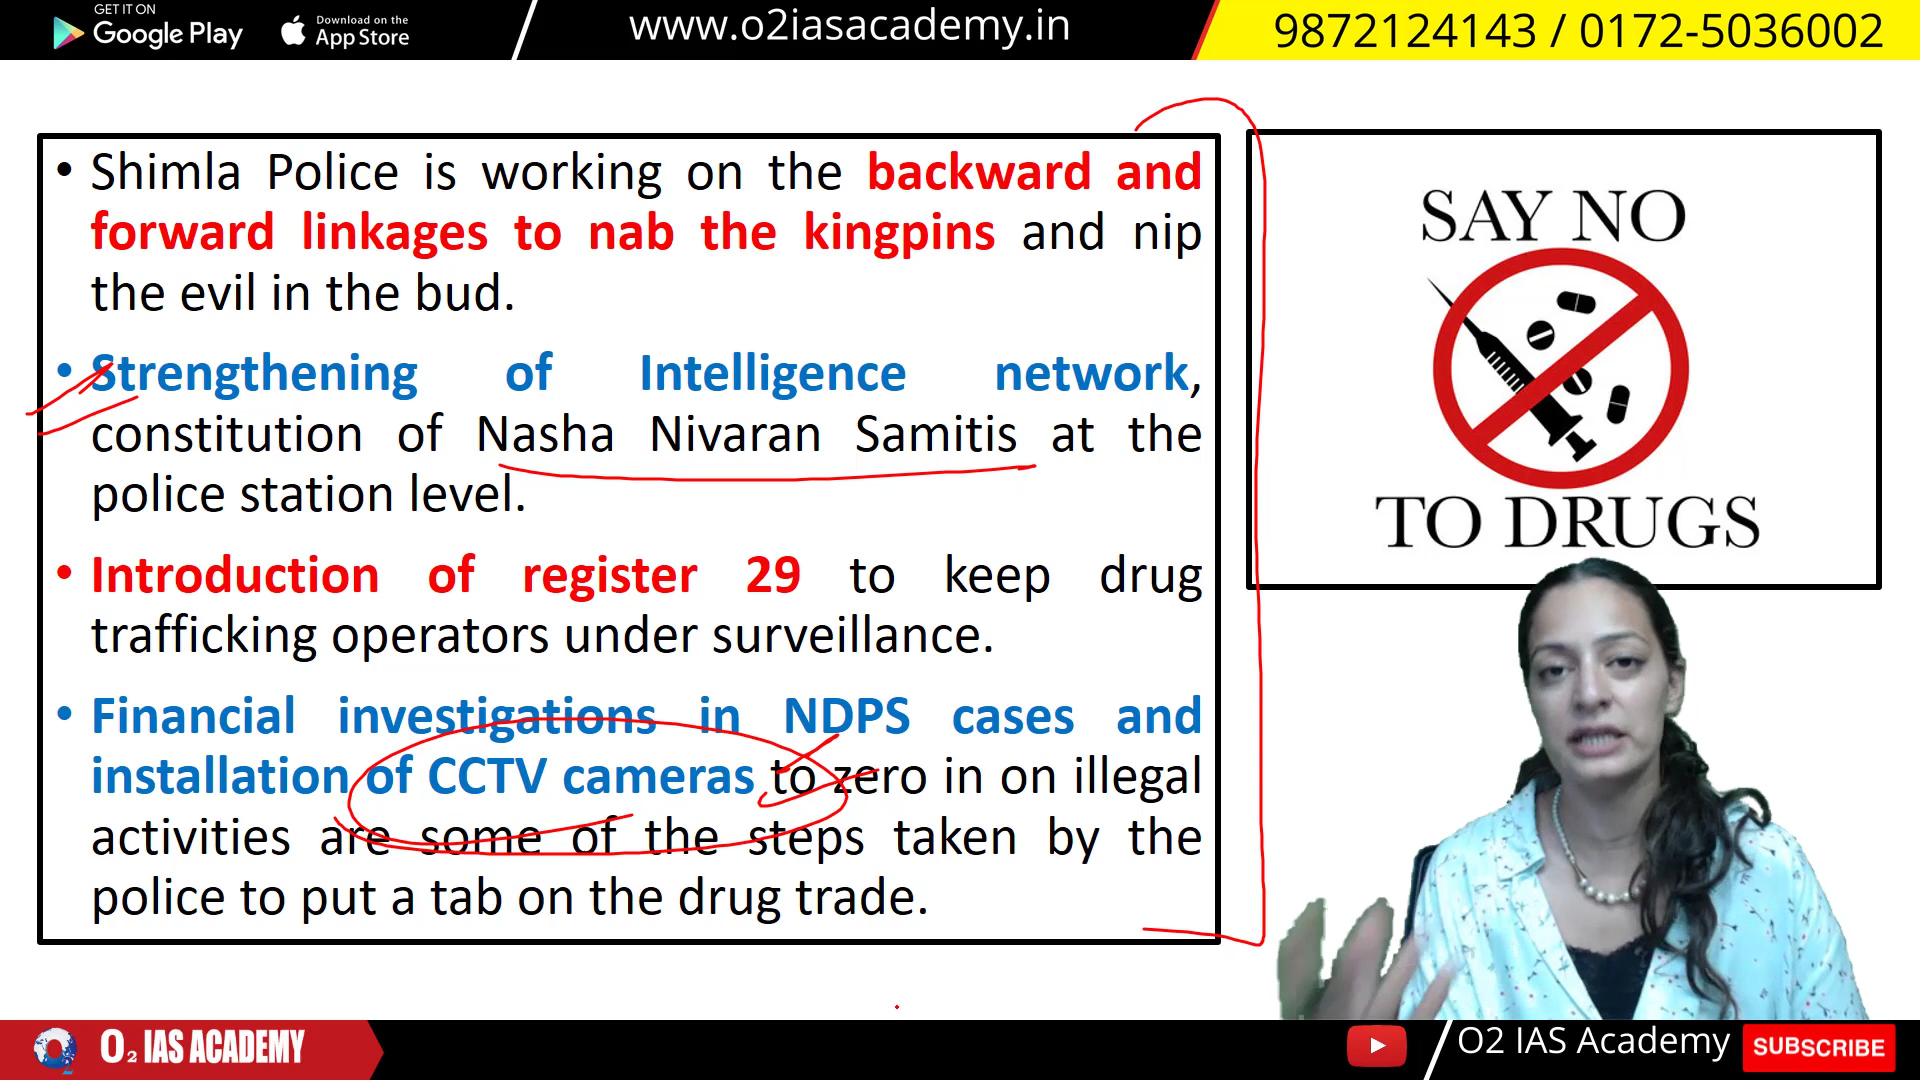 GET IT ON
Google Play
Download on the
App Store
www.o2iasacademy.in
9872124143 / 0172-5036002
• Shimla Police is working on the backward and
forward linkages to nab the kingpins and nip
the evil in the bud.
• Strengthening of Intelligence network,
constitution of Nasha Nivaran Samitis at the
police station level.
• Introduction of register 29 to keep drug
trafficking operators under surveillance.
• Financial investigations in NDPS cases and
installation of CCTV cameras to zero in on illegal
activities are some of the steps taken by the
police to put a tab on the drug trade.
SAY NO
TO DRUGS
O2 IAS ACADEMY
O2 IAS Academy
SUBSCRIBE